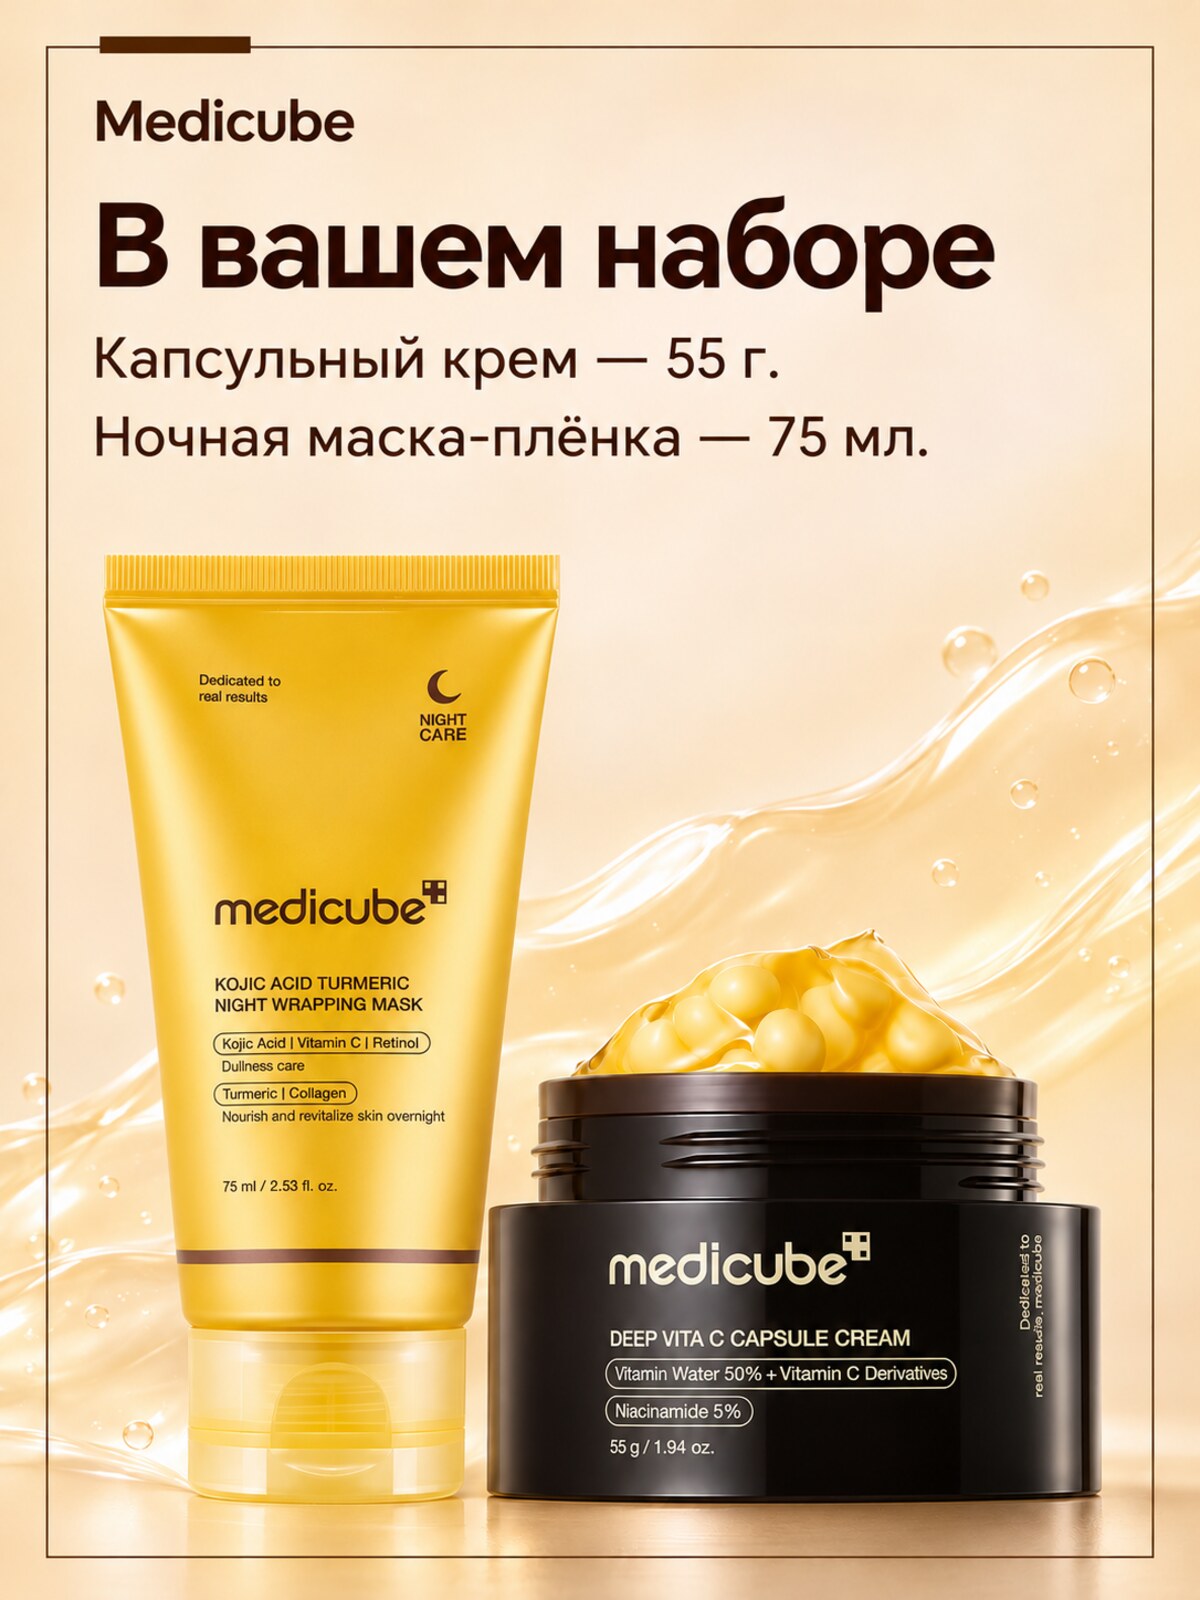 Medicube
В вашем наборе
Капсульный крем — 55 г.
Ночная маска-плёнка — 75 мл.
Dedicated to
real results
NIGHT
CARE
medicube
KOJIC ACID TURMERIC
NIGHT WRAPPING MASK
Kojic Acid | Vitamin C | Retinol
Dullness care
Turmeric | Collagen
Nourish and revitalize skin overnight
75 ml / 2.53 fl. oz.
medicube
DEEP VITA C CAPSULE CREAM
Vitamin Water 50% + Vitamin C Derivatives
Niacinamide 5%
55 g / 1.94 oz.
to
real medicube